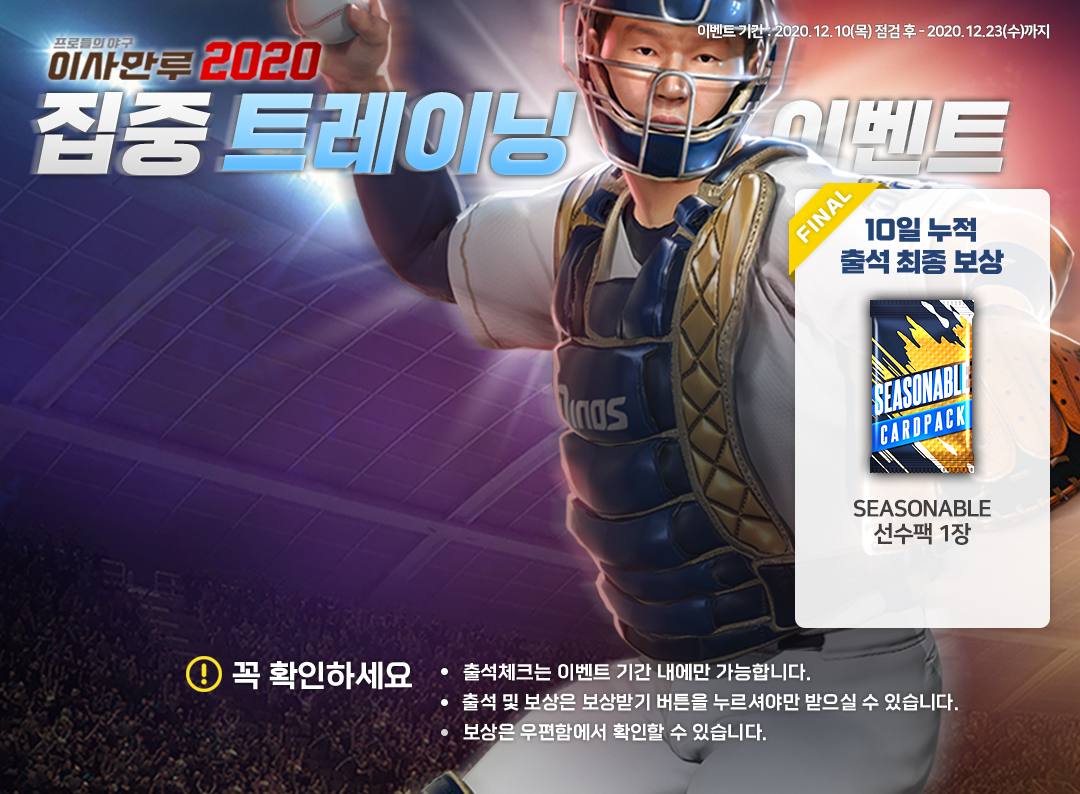 이벤트 기간 : 2020. 12. 10(목) 점검 후 - 2020. 12.23(수)까지
프로들의 야구
이사만루 2020
집중 트레이닝 이벤트
FINAL
10일 누적
출석 최종 보상
SEASONABLE
CARDPACK
SEASONABLE
선수팩 1장
DINOS
! 꼭 확인하세요
• 출석체크는 이벤트 기간 내에만 가능합니다.
• 출석 및 보상은 보상받기 버튼을 누르셔야만 받으실 수 있습니다.
• 보상은 우편함에서 확인할 수 있습니다.